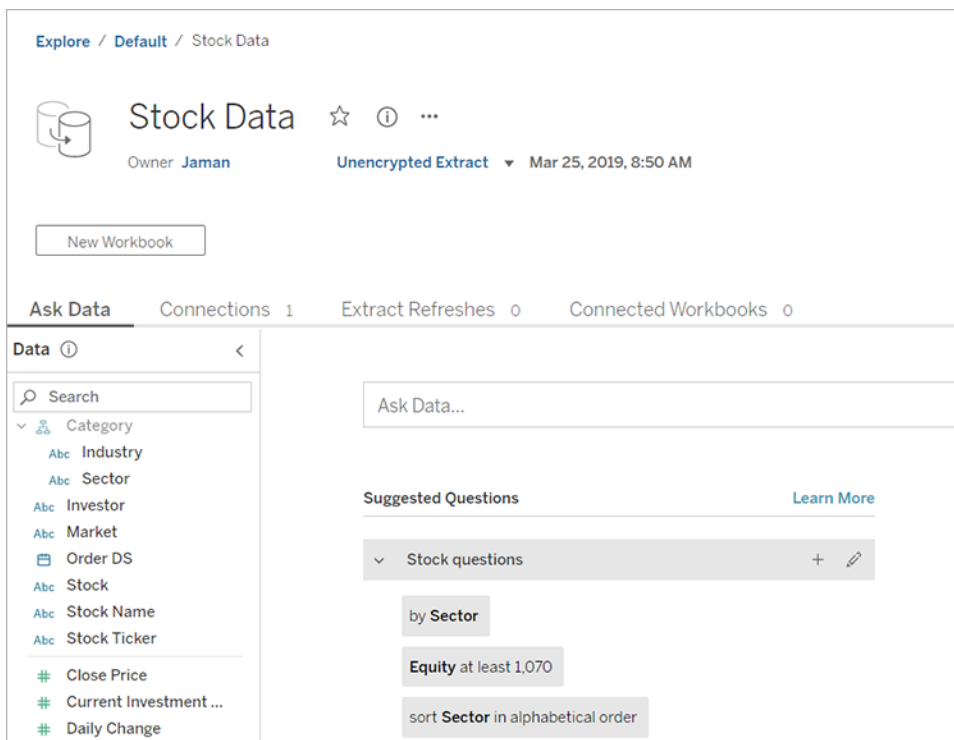 Explore / Default / Stock Data
Stock Data
Owner Jaman Unencrypted Extract Mar 25, 2019, 8:50 AM
New Workbook
Ask Data Connections 1 Extract Refreshes 0 Connected Workbooks 0
Data
Search
Category
Abc Industry
Abc Sector
Abc Investor
Abc Market
Order DS
Abc Stock
Abc Stock Name
Abc Stock Ticker
# Close Price
# Current Investment ...
# Daily Change
Ask Data...
Suggested Questions Learn More
Stock questions
by Sector
Equity at least 1,070
sort Sector in alphabetical order